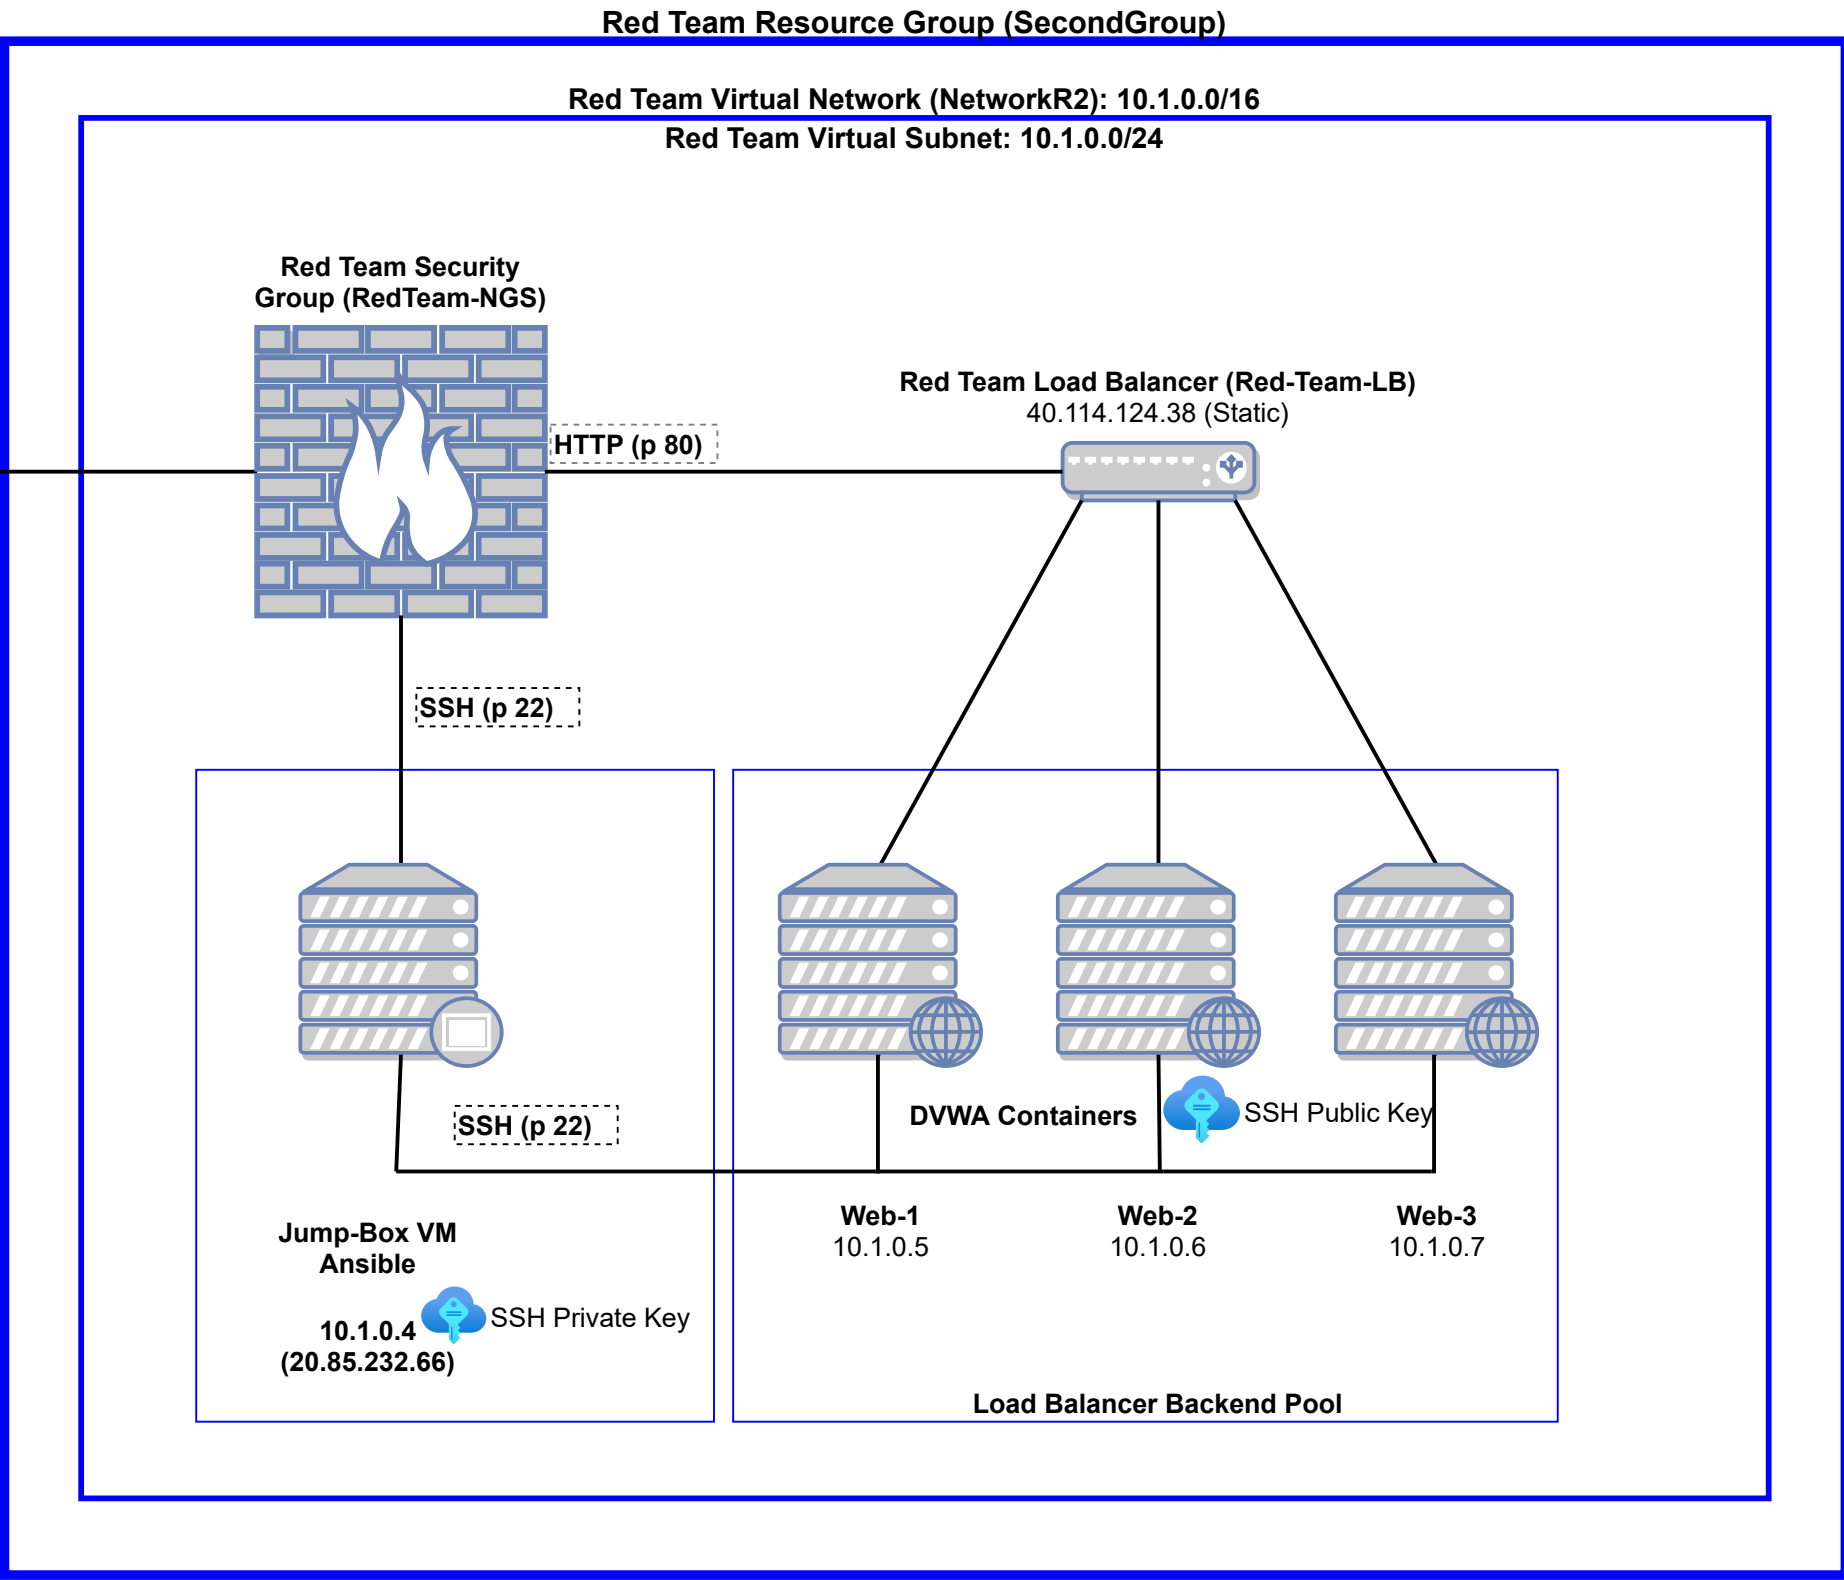 Red Team Resource Group (SecondGroup)
Red Team Virtual Network (NetworkR2): 10.1.0.0/16
Red Team Virtual Subnet: 10.1.0.0/24
Red Team Security
Group (RedTeam-NGS)
Red Team Load Balancer (Red-Team-LB)
40.114.124.38 (Static)
HTTP (p 80)
SSH (p 22)
SSH (p 22)
DVWA Containers
SSH Public Key
Jump-Box VM
Ansible
10.1.0.4
(20.85.232.66)
SSH Private Key
Web-1
10.1.0.5
Web-2
10.1.0.6
Web-3
10.1.0.7
Load Balancer Backend Pool